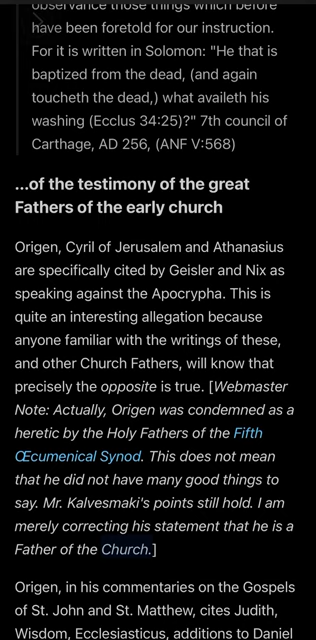 observance those things which before
have been foretold for our instruction.
For it is written in Solomon: "He that is
baptized from the dead, (and again
toucheth the dead,) what availeth his
washing (Ecclus 34:25)?" 7th council of
Carthage, AD 256, (ANF V:568)
...of the testimony of the great
Fathers of the early church
Origen, Cyril of Jerusalem and Athanasius
are specifically cited by Geisler and Nix as
speaking against the Apocrypha. This is
quite an interesting allegation because
anyone familiar with the writings of these,
and other Church Fathers, will know that
precisely the opposite is true. [Webmaster
Note: Actually, Origen was condemned as a
heretic by the Holy Fathers of the Fifth
Œcumenical Synod. This does not mean
that he did not have many good things to
say. Mr. Kalvesmaki's points still hold. I am
merely correcting his statement that he is a
Father of the Church.]
Origen, in his commentaries on the Gospels
of St. John and St. Matthew, cites Judith,
Wisdom, Ecclesiasticus, additions to Daniel